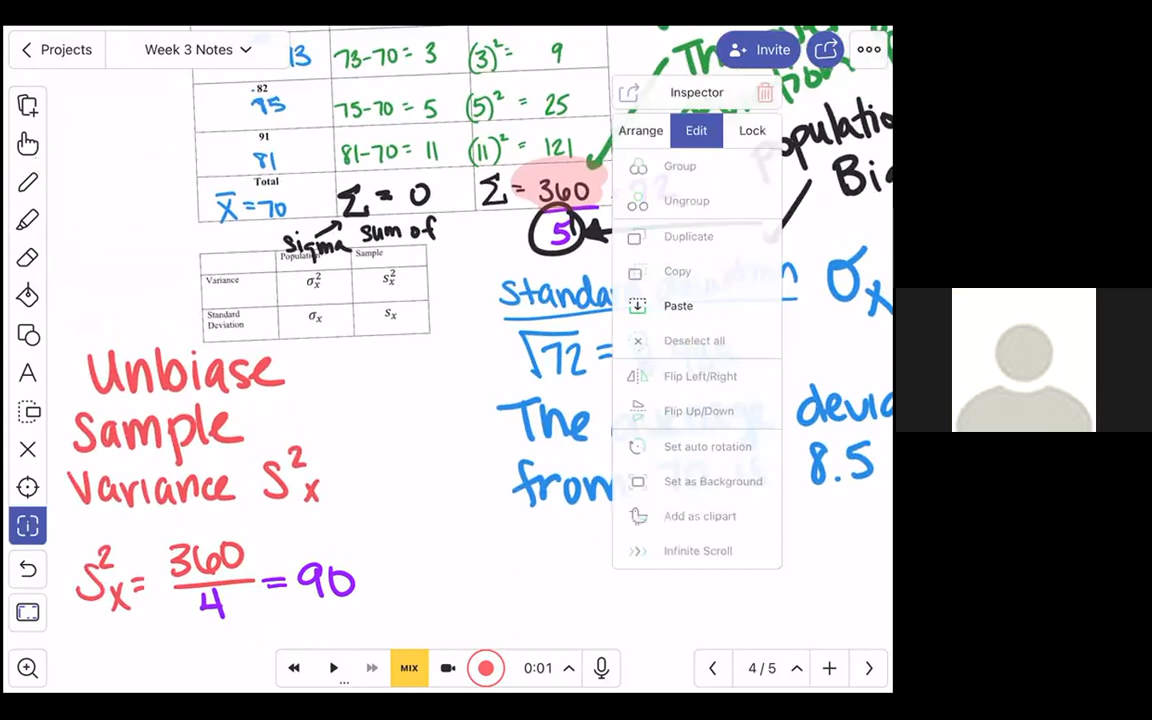 Projects
Week 3 Notes
Invite
73-70 = 3 (3)² = 9
- 82
75 75-70 = 5 (5)² = 25
91
81 81-70 = 11 (11)² = 121
Total
X̄ = 70 Σ = 0 Σ = 360
5
sigma sum of
Population Sample
Variance σ²x S²x
Standard
Deviation σx Sx
Inspector
Arrange Edit Lock
Group
Ungroup
Duplicate
Copy
Paste
Deselect all
Flip Left/Right
Flip Up/Down
Set auto rotation
Set as Background
Add as clipart
Infinite Scroll
populatio
Bi
Standa σx
√72 =
The devia
from 8.5
Unbiase
Sample
Variance S²x
S²x = 360/4 = 90
MIX
0:01
4/5